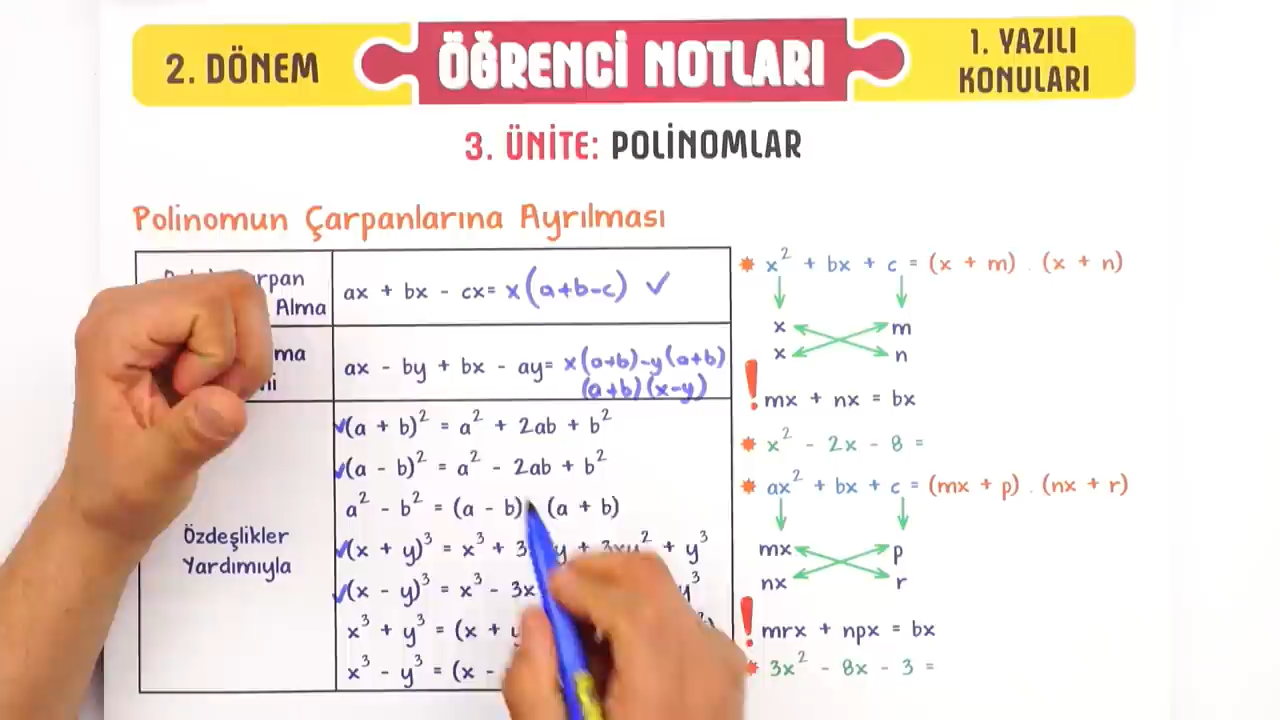 2. DÖNEM
ÖĞRENCİ NOTLARI
1. YAZILI
KONULARI
3. ÜNİTE: POLİNOMLAR
Polinomun Çarpanlarına Ayrılması
Alma
ax + bx - cx= x(a+b-c) ✓
ax - by + bx - ay= x(a+b)-y(a+b)
(a+b)(x-y)
Özdeşlikler
Yardımıyla
✓(a + b)² = a² + 2ab + b²
✓(a - b)² = a² - 2ab + b²
a² - b² = (a - b) (a + b)
✓(x + y)³ = x³ + 3 y + 3xy² + y³
✓(x - y)³ = x³ - 3x y³
x³ + y³ = (x + y
x³ - y³ = (x -
✹ x² + bx + c = (x + m) . (x + n)
x m
x n
! mx + nx = bx
✹ x² - 2x - 8 =
✹ ax² + bx + c = (mx + p) . (nx + r)
mx p
nx r
! mrx + npx = bx
✹ 3x² - 8x - 3 =